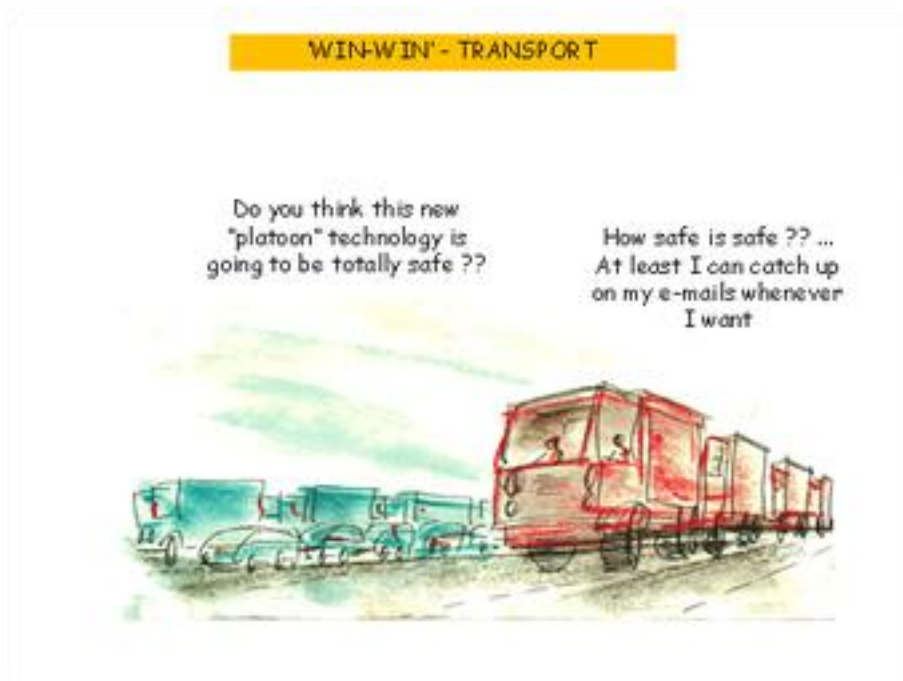 'WIN-WIN' - TRANSPORT
Do you think this new
"platoon" technology is
going to be totally safe ??
How safe is safe ?? ...
At least I can catch up
on my e-mails whenever
I want